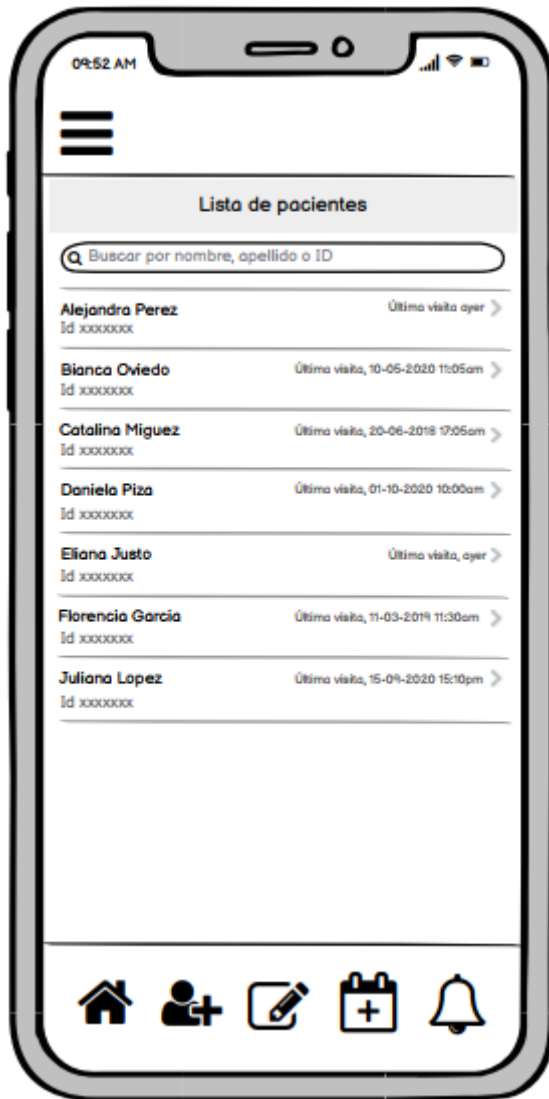 09:52 AM
Lista de pacientes
Buscar por nombre, apellido o ID
Alejandra Perez
Última visita ayer
Id xxxxxxx
Bianca Oviedo
Última visita, 10-05-2020 11:05am
Id xxxxxxx
Catalina Miguez
Última visita, 20-06-2018 17:05am
Id xxxxxxx
Daniela Piza
Última visita, 01-10-2020 10:00am
Id xxxxxxx
Eliana Justo
Última visita, ayer
Id xxxxxxx
Florencia Garcia
Última visita, 11-03-2019 11:30am
Id xxxxxxx
Juliana Lopez
Última visita, 15-09-2020 15:10pm
Id xxxxxxx